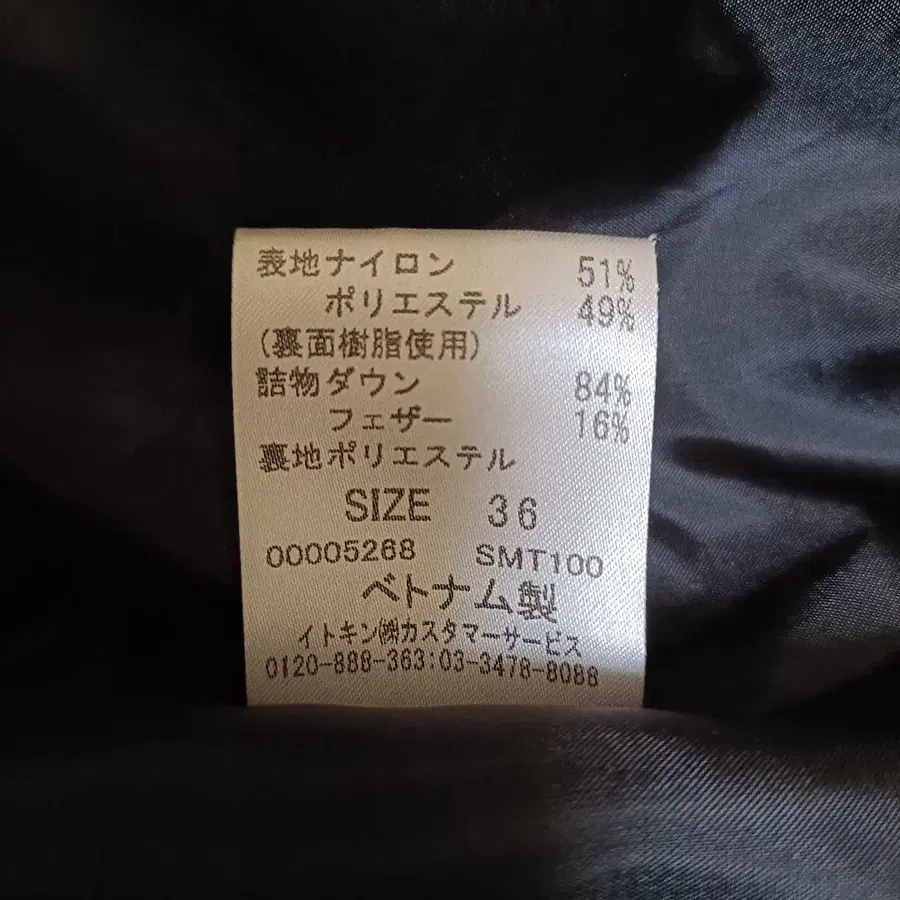 表地ナイロン 51%
ポリエステル 49%
(裏面樹脂使用)
詰物ダウン 84%
フェザー 16%
裏地ポリエステル
SIZE 36
00005268 SMT100
ベトナム製
イトキン㈱カスタマーサービス
0120-888-363:03-3478-8088